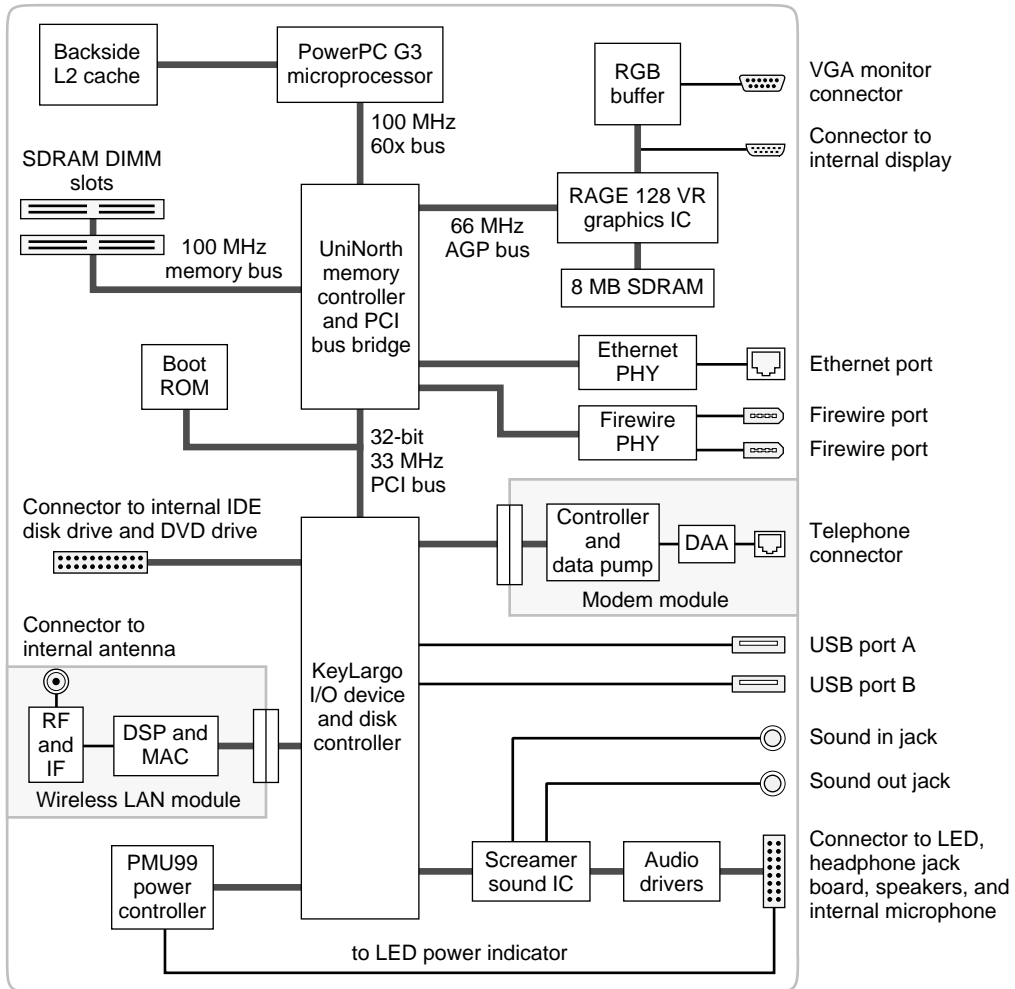 Backside
L2 cache
PowerPC G3
microprocessor
RGB
buffer
VGA monitor
connector
100 MHz
60x bus
Connector to
internal display
SDRAM DIMM
slots
RAGE 128 VR
graphics IC
66 MHz
AGP bus
100 MHz
memory bus
UniNorth
memory
controller
and PCI
bus bridge
8 MB SDRAM
Boot
ROM
Ethernet
PHY
Ethernet port
Firewire
PHY
Firewire port
Firewire port
32-bit
33 MHz
PCI bus
Connector to internal IDE
disk drive and DVD drive
Controller
and
data pump
DAA
Telephone
connector
Modem module
Connector to
internal antenna
USB port A
USB port B
KeyLargo
I/O device
and disk
controller
RF
and
IF
DSP and
MAC
Wireless LAN module
Sound in jack
Sound out jack
PMU99
power
controller
Screamer
sound IC
Audio
drivers
Connector to LED,
headphone jack
board, speakers, and
internal microphone
to LED power indicator